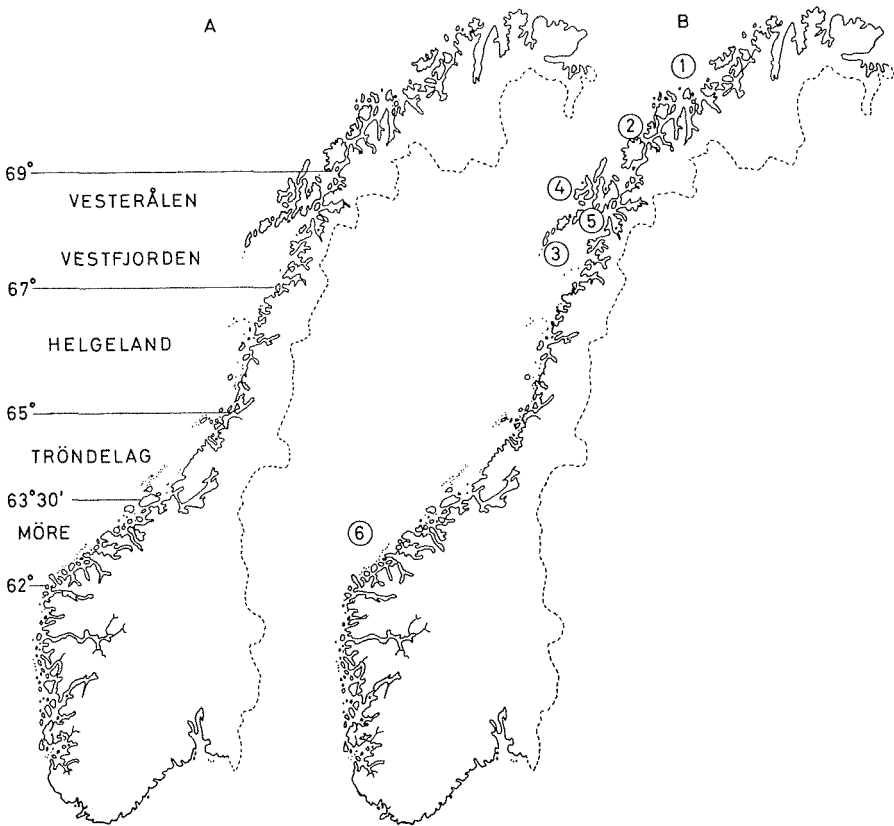 A
B
1
2
69°
4
VESTERÅLEN
5
VESTFJORDEN
3
67°
HELGELAND
65°
TRÖNDELAG
63°30'
MÖRE
6
62°